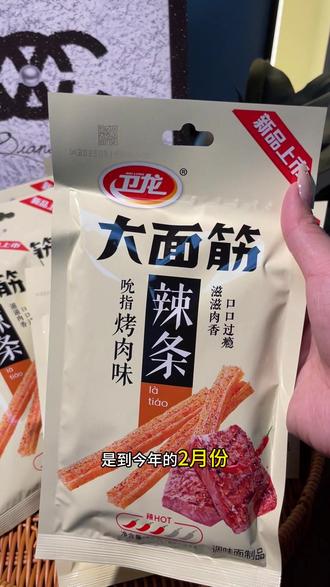 新品上市
卫龙®
WEI LONG
大面筋
辣条
là
tiáo
吮指烤肉味
滋滋肉香
口口过瘾
是到今年的2月份
辣HOT
调味面制品